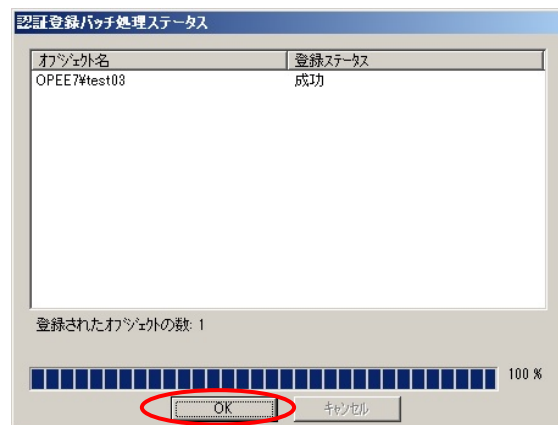 認証登録バッチ処理ステータス
オブジェクト名 登録ステータス
OPEE7¥test03 成功
登録されたオブジェクトの数: 1
100 %
OK キャンセル